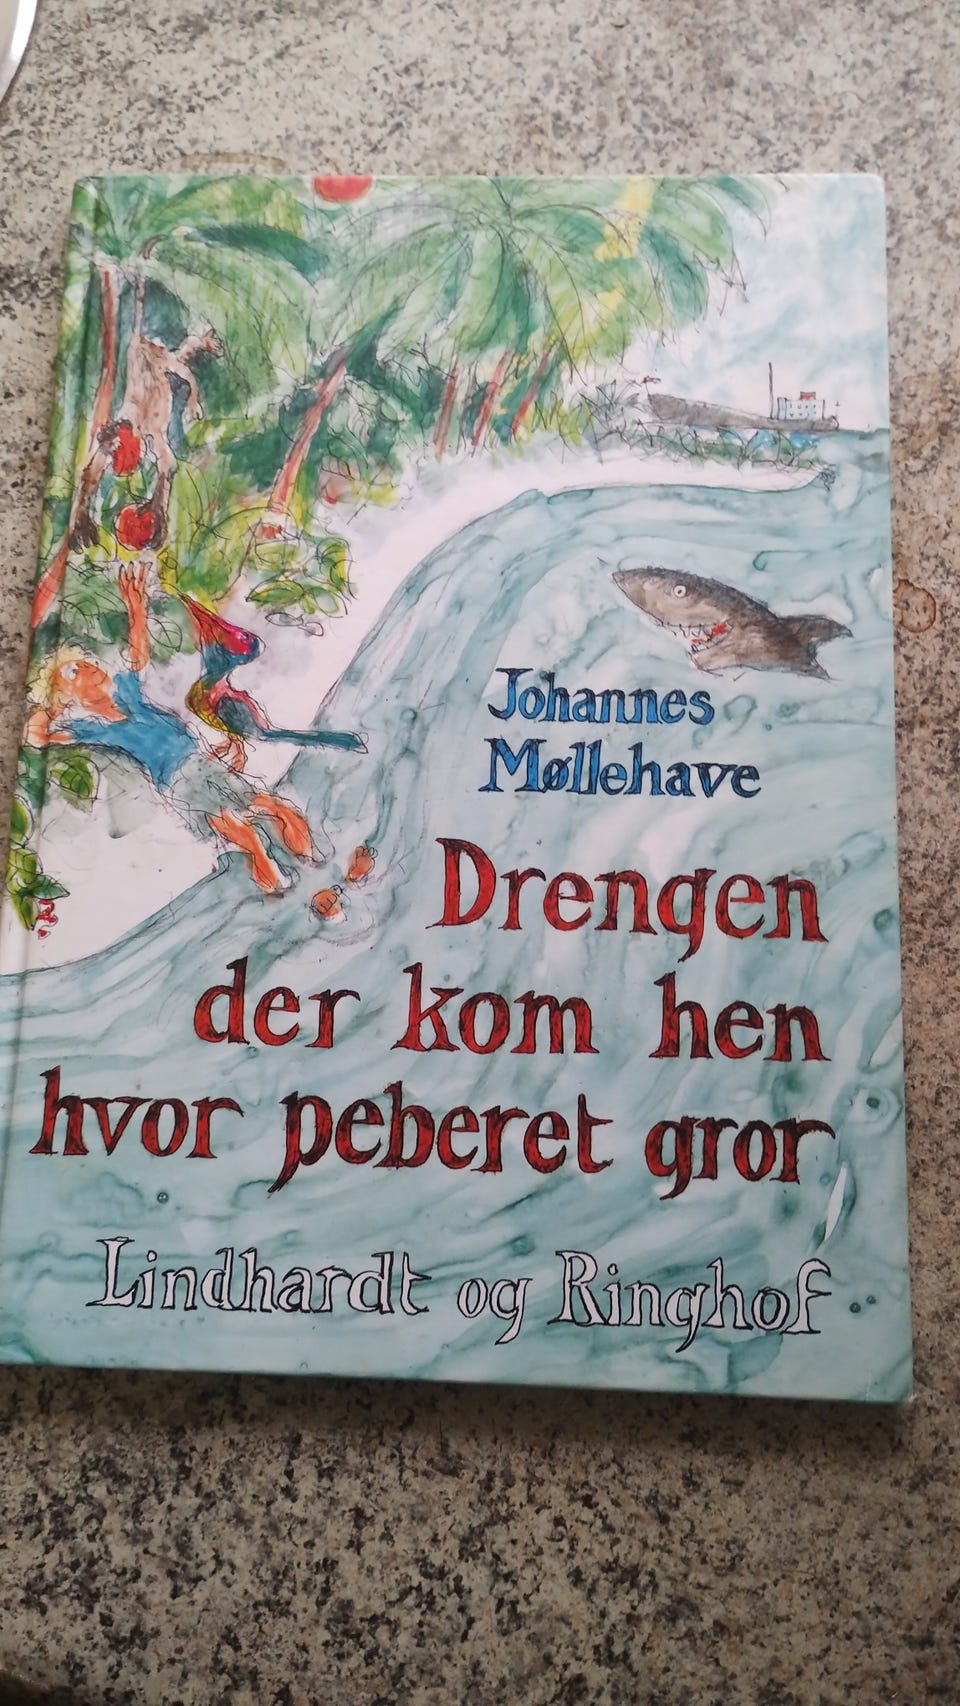 Johannes
Møllehave
Drengen
der kom hen
hvor peberet gror
Lindhardt og Ringhof